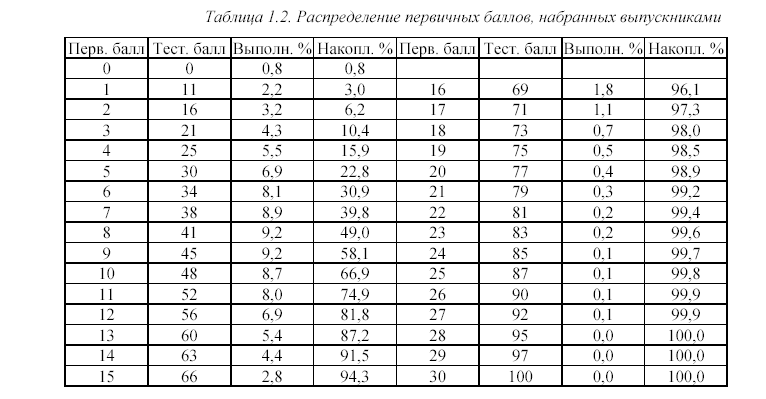 Таблица 1.2. Распределение первичных баллов, набранных выпускниками
Перв. балл Тест. балл Выполн. % Накопл. % Перв. балл Тест. балл Выполн. % Накопл. %
0 0 0,8 0,8
1 11 2,2 3,0 16 69 1,8 96,1
2 16 3,2 6,2 17 71 1,1 97,3
3 21 4,3 10,4 18 73 0,7 98,0
4 25 5,5 15,9 19 75 0,5 98,5
5 30 6,9 22,8 20 77 0,4 98,9
6 34 8,1 30,9 21 79 0,3 99,2
7 38 8,9 39,8 22 81 0,2 99,4
8 41 9,2 49,0 23 83 0,2 99,6
9 45 9,2 58,1 24 85 0,1 99,7
10 48 8,7 66,9 25 87 0,1 99,8
11 52 8,0 74,9 26 90 0,1 99,9
12 56 6,9 81,8 27 92 0,1 99,9
13 60 5,4 87,2 28 95 0,0 100,0
14 63 4,4 91,5 29 97 0,0 100,0
15 66 2,8 94,3 30 100 0,0 100,0